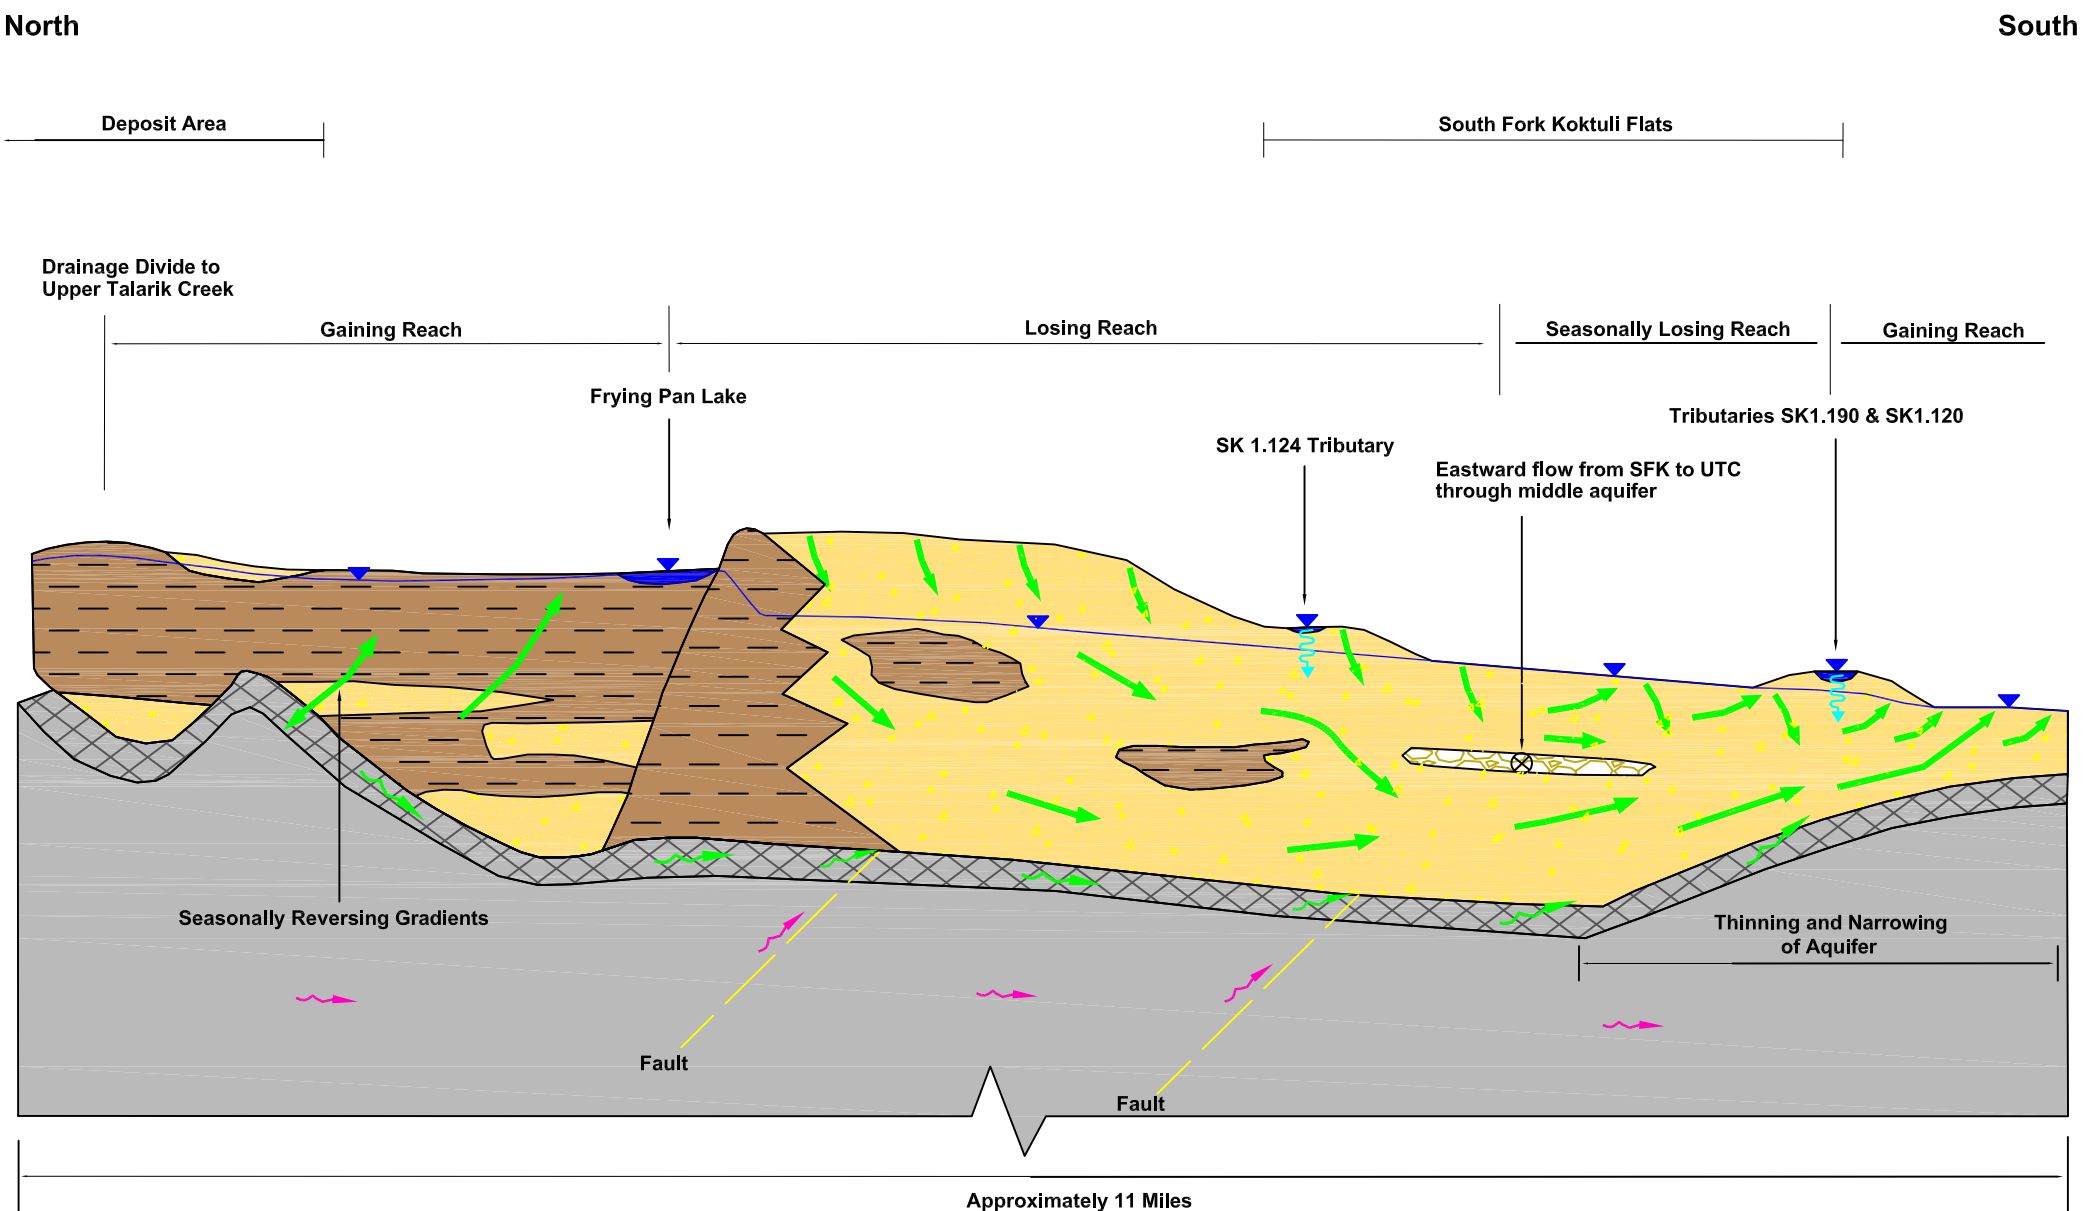 North
South
Deposit Area
South Fork Koktuli Flats
Drainage Divide to
Upper Talarik Creek
Gaining Reach
Losing Reach
Seasonally Losing Reach
Gaining Reach
Frying Pan Lake
Tributaries SK1.190 & SK1.120
SK 1.124 Tributary
Eastward flow from SFK to UTC
through middle aquifer
Seasonally Reversing Gradients
Thinning and Narrowing
of Aquifer
Fault
Fault
Approximately 11 Miles